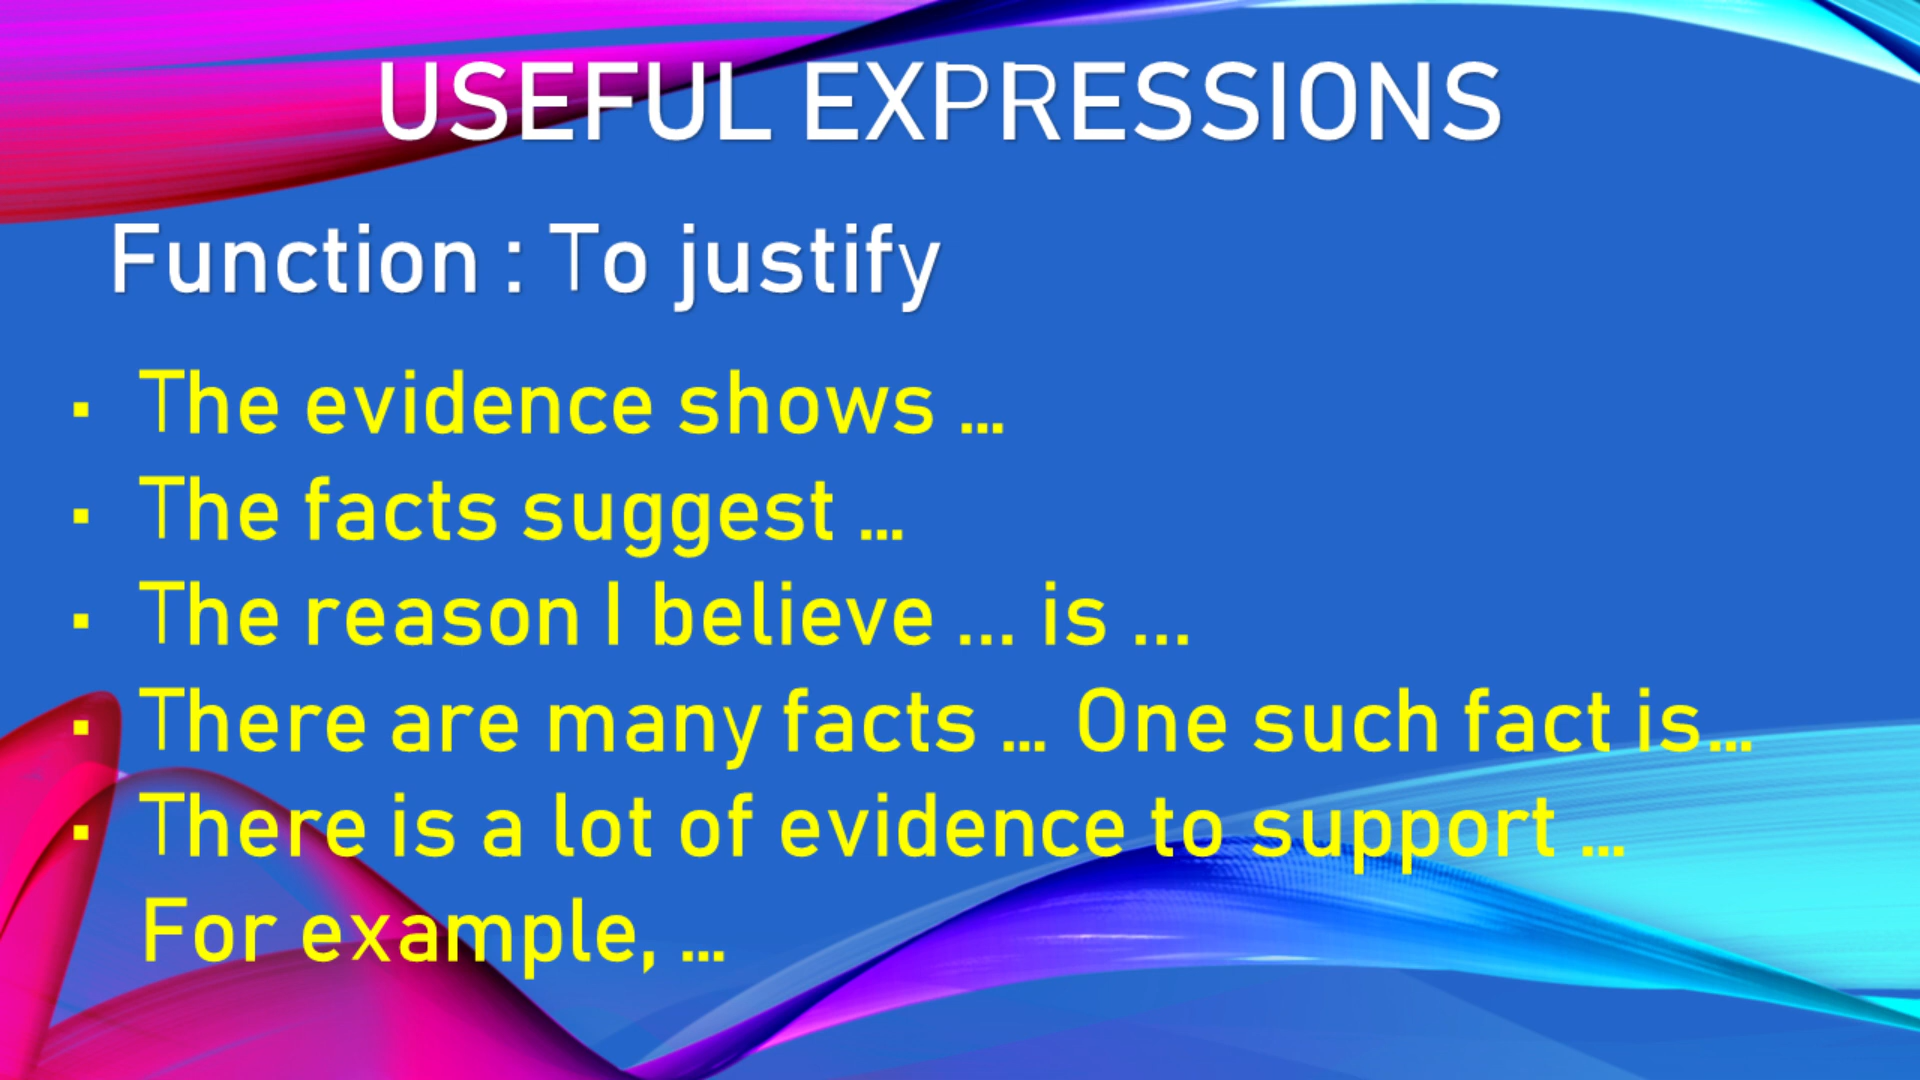 USEFUL EXPRESSIONS
Function : To justify
▪ The evidence shows …
▪ The facts suggest …
▪ The reason I believe ... is ...
▪ There are many facts … One such fact is…
▪ There is a lot of evidence to support …
For example, …